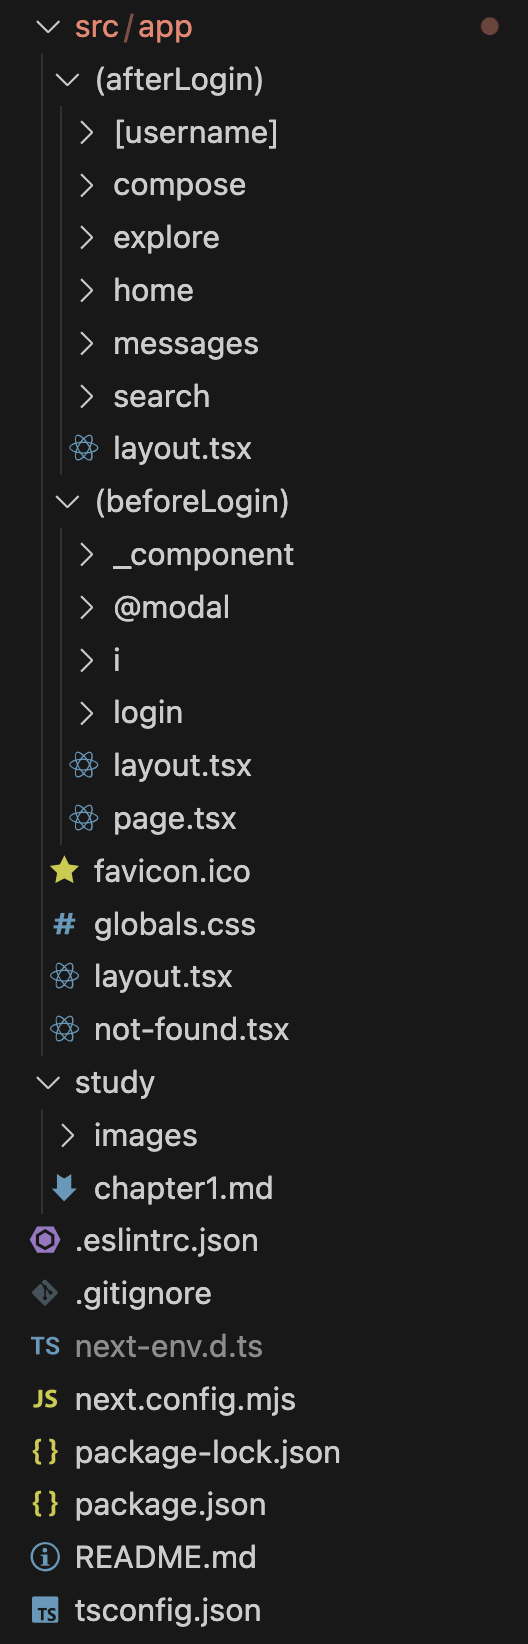 src/app
(afterLogin)
[username]
compose
explore
home
messages
search
layout.tsx
(beforeLogin)
_component
@modal
i
login
layout.tsx
page.tsx
favicon.ico
# globals.css
layout.tsx
not-found.tsx
study
images
chapter1.md
.eslintrc.json
.gitignore
TS next-env.d.ts
JS next.config.mjs
{} package-lock.json
{} package.json
README.md
TS tsconfig.json